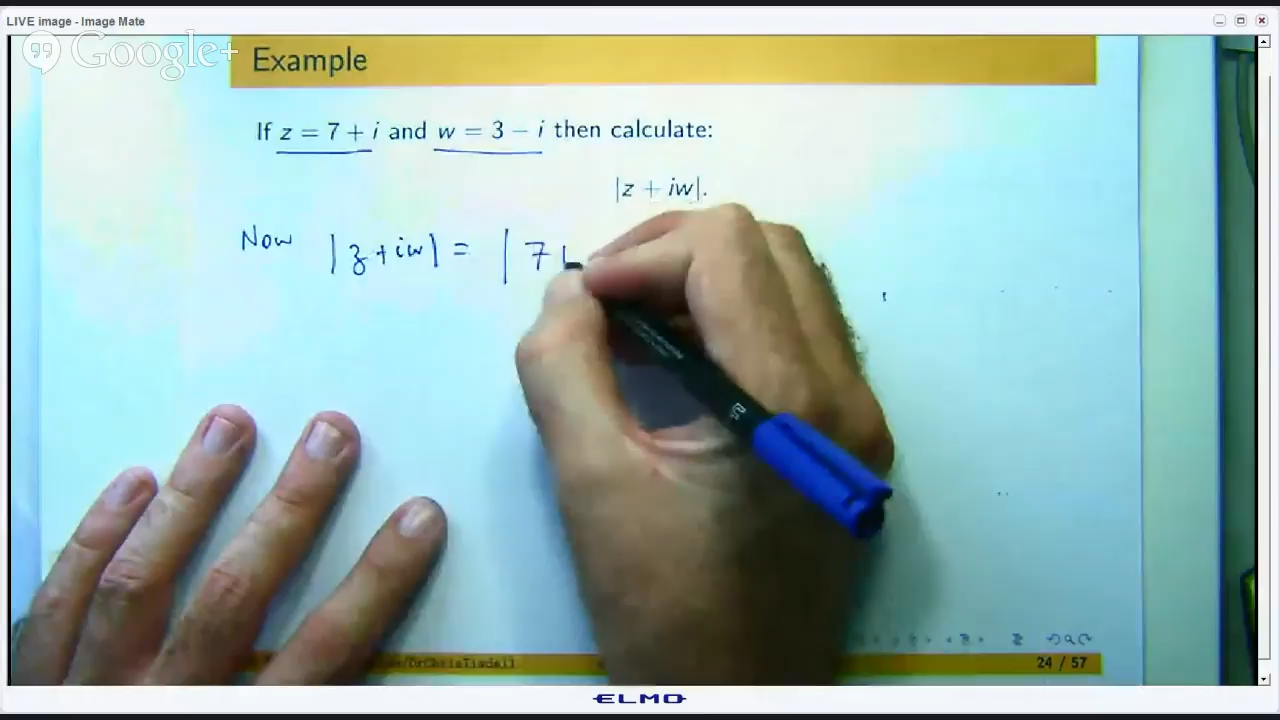 LIVE image - Image Mate
Google+
Example
If z = 7 + i and w = 3 − i then calculate:
|z + iw|.
Now |z+iw| = | 7
DrChrisTisdell
24 / 57
ELMO